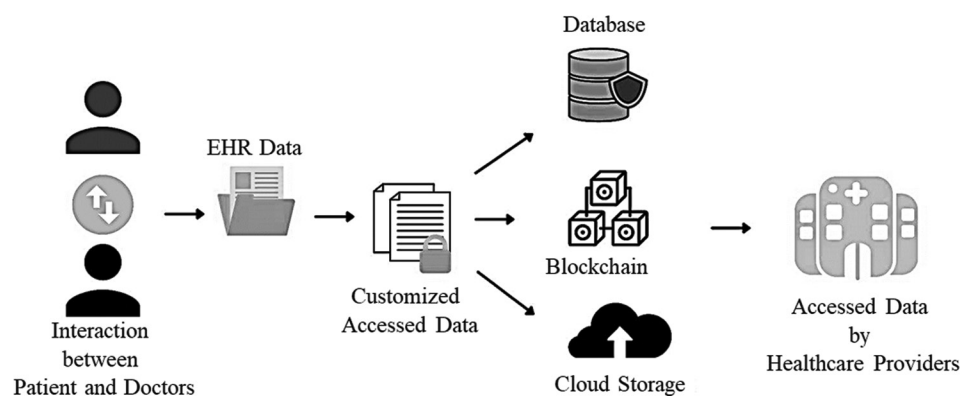 Database
EHR Data
Blockchain
Customized
Accessed Data
Interaction
between
Patient and Doctors
Cloud Storage
Accessed Data
by
Healthcare Providers